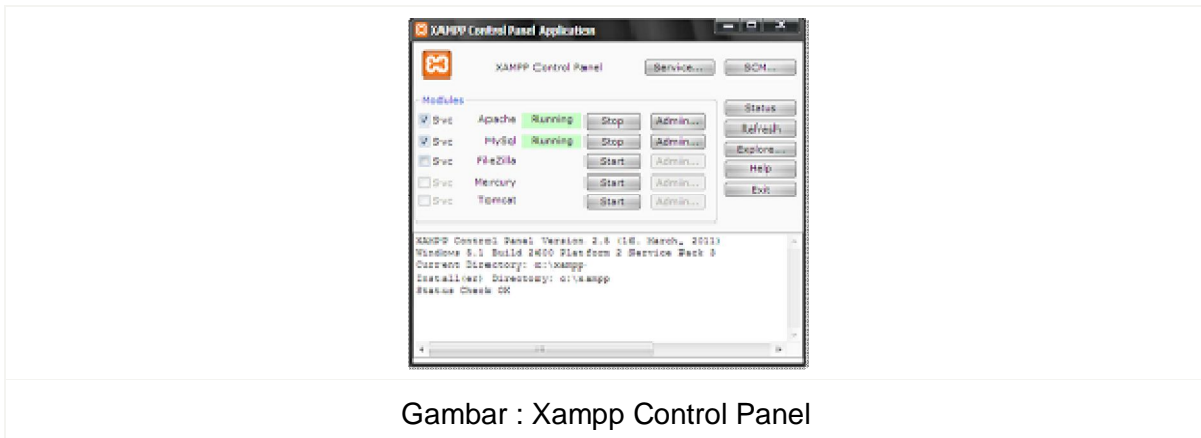 XAMPP Control Panel Application
XAMPP Control Panel Service... SCM...
Modules
Status
Svc Apache Running Stop Admin...
Refresh
Svc MySql Running Stop Admin...
Explore...
Svc FileZilla Start Admin...
Help
Svc Mercury Start Admin...
Exit
Svc Tomcat Start Admin...
XAMPP Control Panel Version 2.5 (16. March, 2011)
Windows 5.1 Build 2600 Platform 2 Service Pack 3
Current Directory: c:\xampp
Install(er) Directory: c:\xampp
Status Check OK
Gambar : Xampp Control Panel